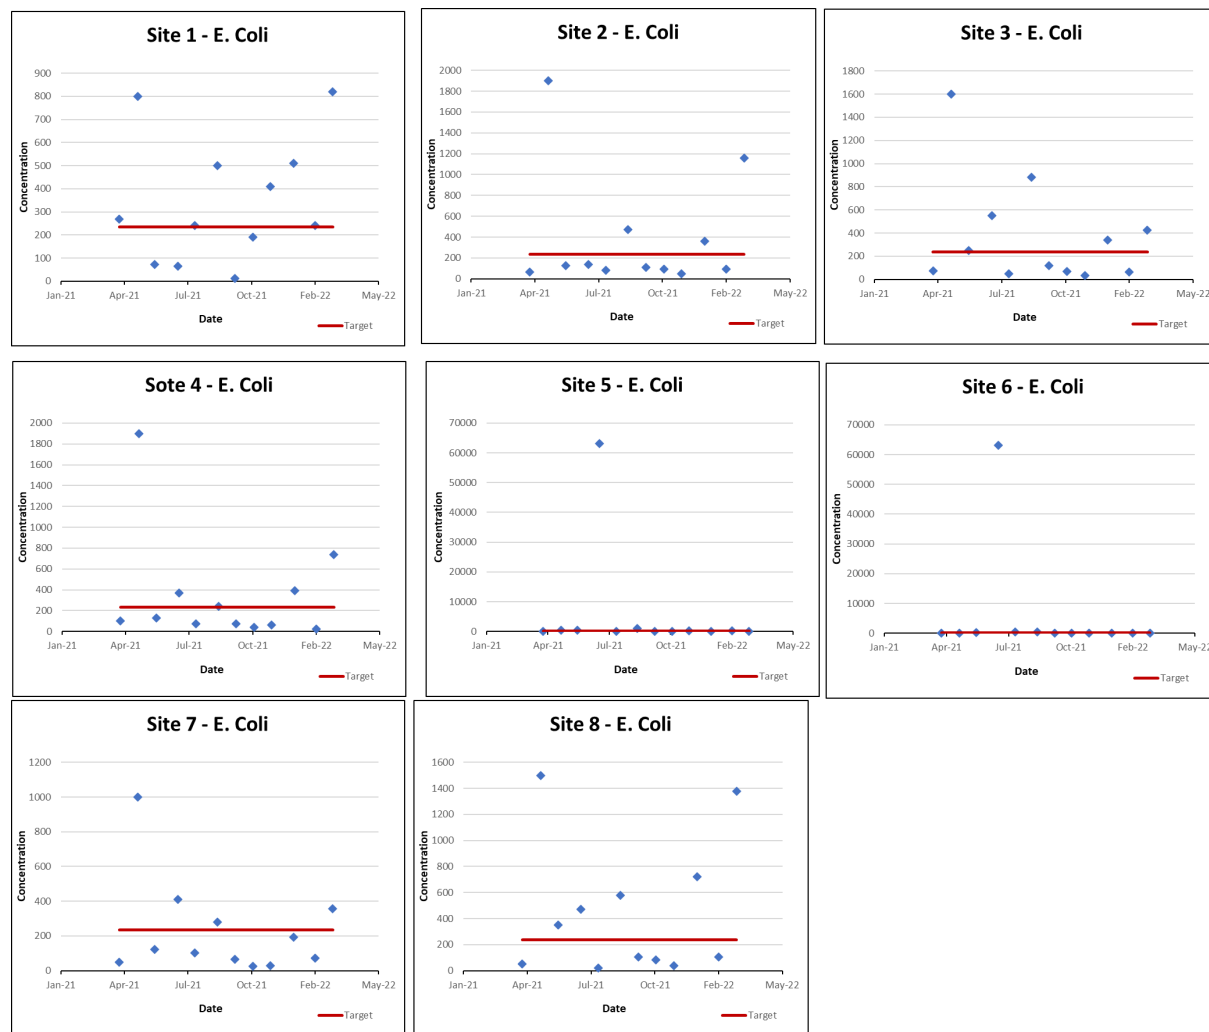 Site 1 - E. Coli
900
800
700
600
500
400
300
200
100
0
Concentration
Jan-21 Apr-21 Jul-21 Oct-21 Feb-22 May-22
Date
Target
Site 2 - E. Coli
2000
1800
1600
1400
1200
1000
800
600
400
200
0
Concentration
Jan-21 Apr-21 Jul-21 Oct-21 Feb-22 May-22
Date
Target
Site 3 - E. Coli
1800
1600
1400
1200
1000
800
600
400
200
0
Concentration
Jan-21 Apr-21 Jul-21 Oct-21 Feb-22 May-22
Date
Target
Sote 4 - E. Coli
2000
1800
1600
1400
1200
1000
800
600
400
200
0
Concentration
Jan-21 Apr-21 Jul-21 Oct-21 Feb-22 May-22
Date
Target
Site 5 - E. Coli
70000
60000
50000
40000
30000
20000
10000
0
Concentration
Jan-21 Apr-21 Jul-21 Oct-21 Feb-22 May-22
Date
Target
Site 6 - E. Coli
70000
60000
50000
40000
30000
20000
10000
0
Concentration
Jan-21 Apr-21 Jul-21 Oct-21 Feb-22 May-22
Date
Target
Site 7 - E. Coli
1200
1000
800
600
400
200
0
Concentration
Jan-21 Apr-21 Jul-21 Oct-21 Feb-22 May-22
Date
Target
Site 8 - E. Coli
1600
1400
1200
1000
800
600
400
200
0
Concentration
Jan-21 Apr-21 Jul-21 Oct-21 Feb-22 May-22
Date
Target